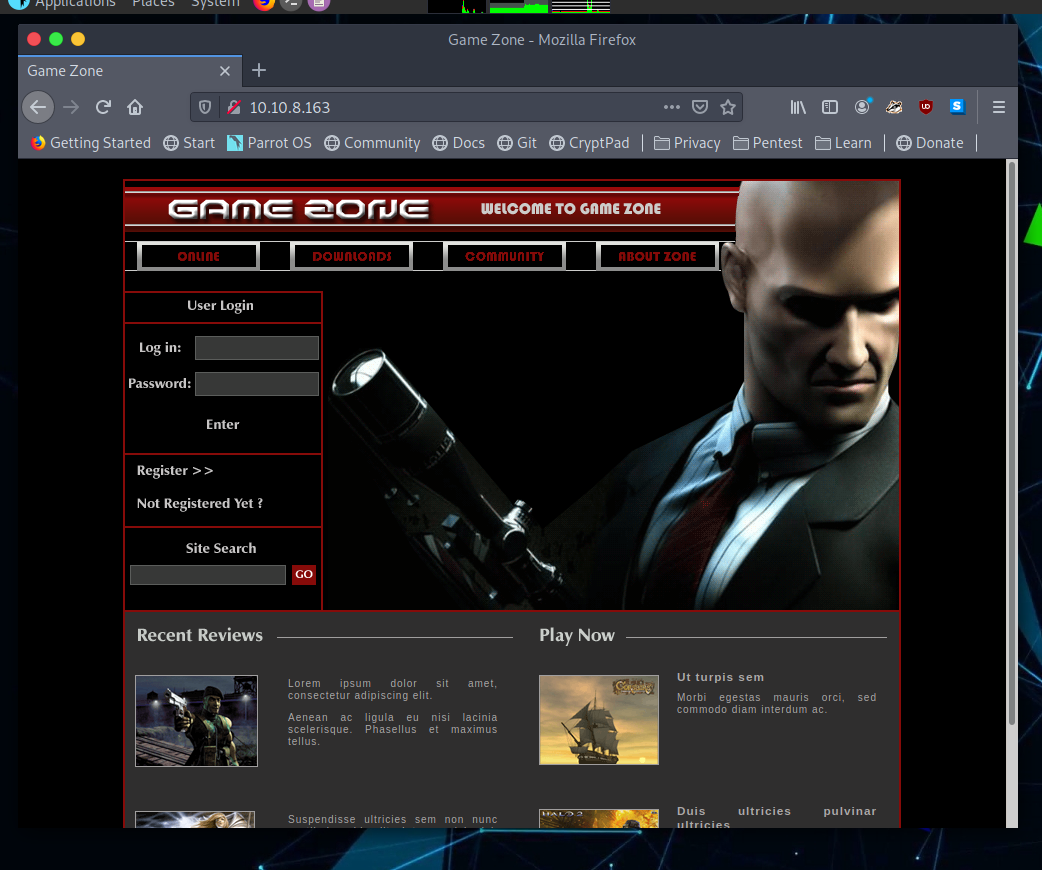 Applications Places System
Game Zone - Mozilla Firefox
Game Zone
10.10.8.163
Getting Started Start Parrot OS Community Docs Git CryptPad Privacy Pentest Learn Donate
GAME ZONE WELCOME TO GAME ZONE
ONLINE DOWNLONDS COMMUNITY ABOUT ZONE
User Login
Log in:
Password:
Enter
Register >>
Not Registered Yet ?
Site Search
GO
Recent Reviews
Lorem ipsum dolor sit amet,
consectetur adipiscing elit.
Aenean ac ligula eu nisi lacinia
scelerisque. Phasellus et maximus
tellus.
Suspendisse ultricies sem non nunc
Play Now
Ut turpis sem
Morbi egestas mauris orci, sed
commodo diam interdum ac.
HALO 2
Duis ultricies pulvinar
ultricies